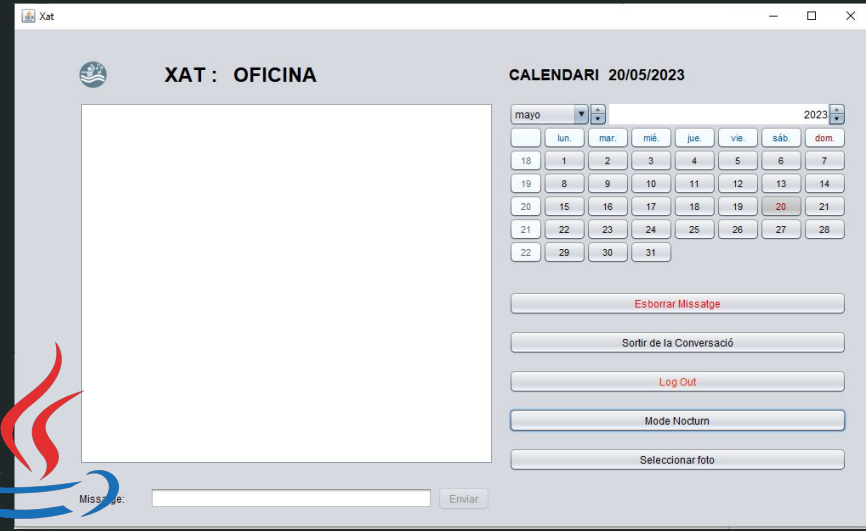 Xat
XAT : OFICINA
CALENDARI 20/05/2023
mayo 2023
lun. mar. mié. jue. vie. sáb. dom.
18 1 2 3 4 5 6 7
19 8 9 10 11 12 13 14
20 15 16 17 18 19 20 21
21 22 23 24 25 26 27 28
22 29 30 31
Esborrar Missatge
Sortir de la Conversació
Log Out
Mode Nocturn
Seleccionar foto
Missatge: Enviar